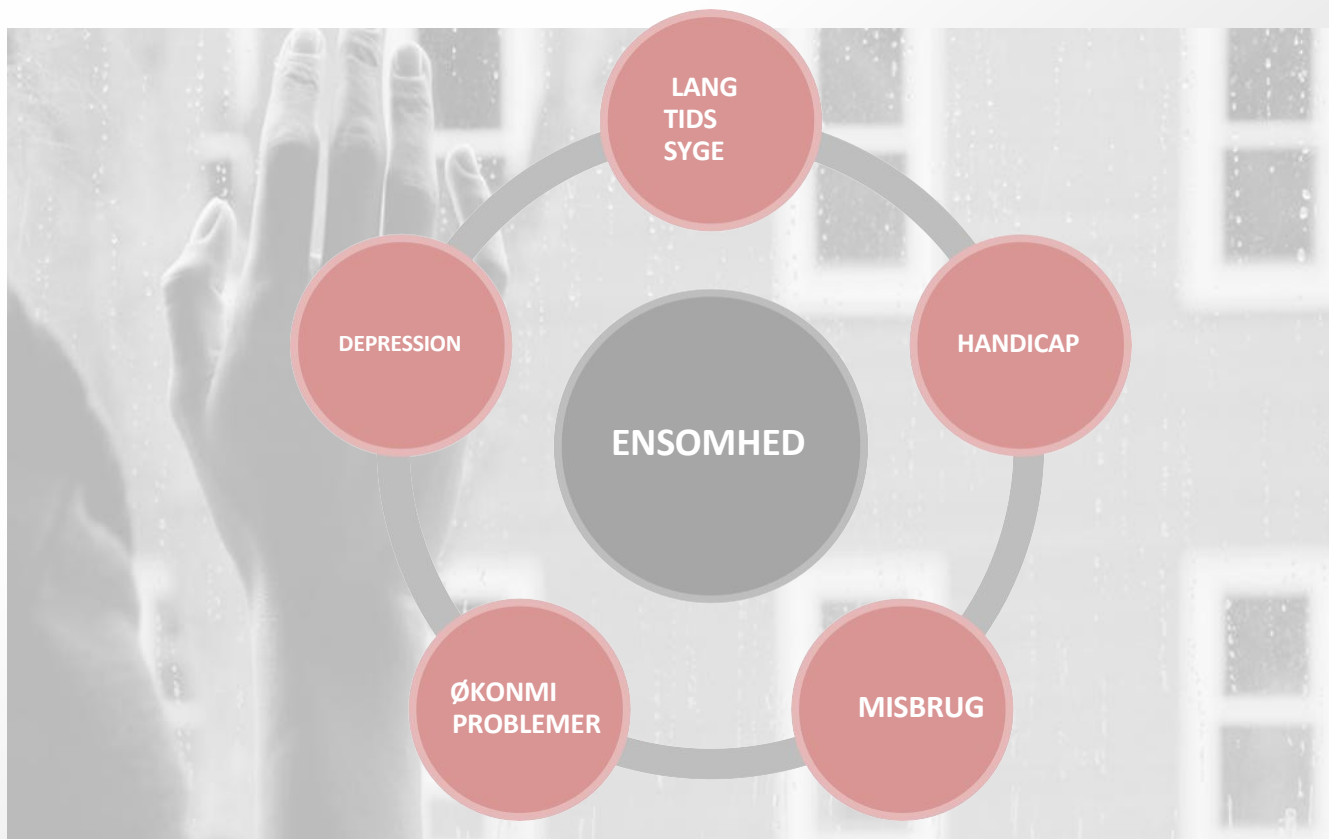 LANG
TIDS
SYGE
DEPRESSION
HANDICAP
ENSOMHED
ØKONMI
PROBLEMER
MISBRUG